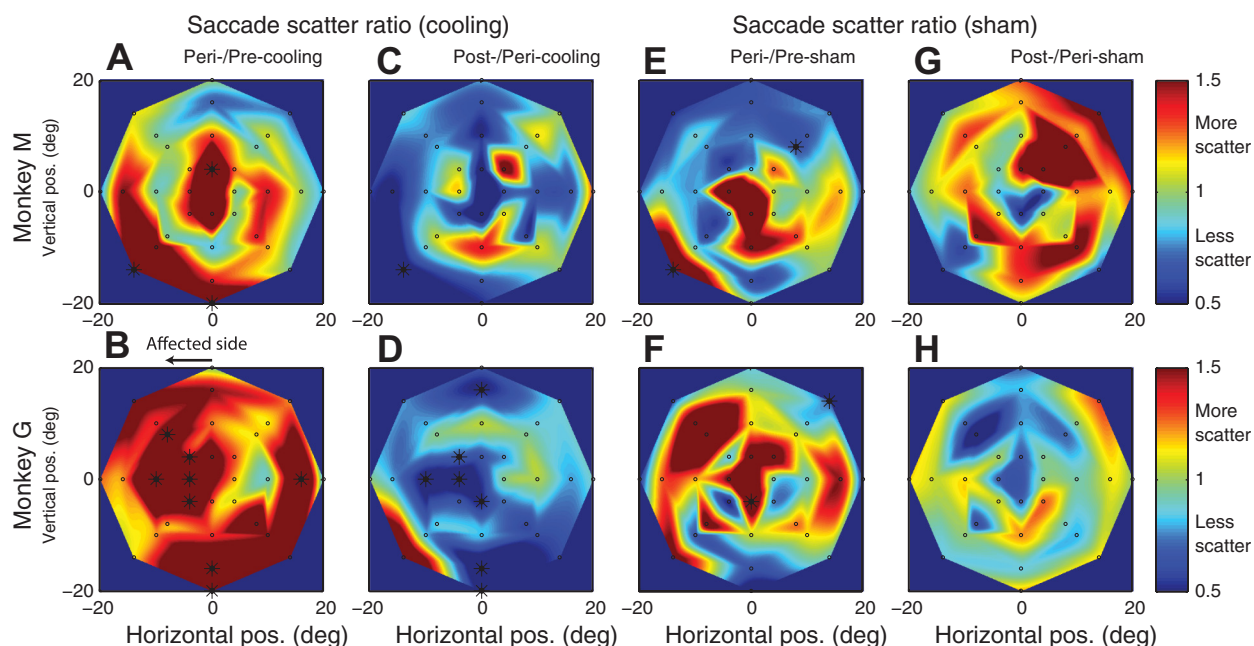 Saccade scatter ratio (cooling)
Saccade scatter ratio (sham)
A Peri-/Pre-cooling
C Post-/Peri-cooling
E Peri-/Pre-sham
G Post-/Peri-sham
Monkey M
Vertical pos. (deg)
20
0
−20
−20 0 20
−20 0 20
−20 0 20
−20 0 20
1.5
More
scatter
1
Less
scatter
0.5
B Affected side
D
F
H
Monkey G
Vertical pos. (deg)
20
0
−20
−20 0 20
−20 0 20
−20 0 20
−20 0 20
1.5
More
scatter
1
Less
scatter
0.5
Horizontal pos. (deg)
Horizontal pos. (deg)
Horizontal pos. (deg)
Horizontal pos. (deg)